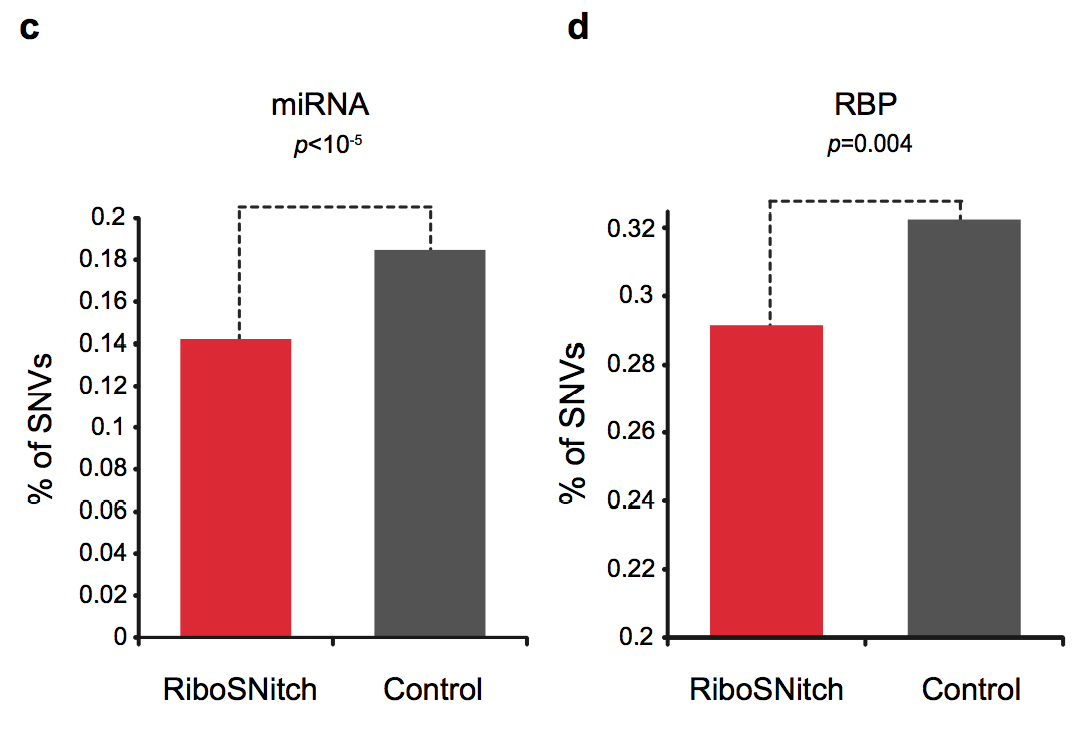 c
miRNA
p<10⁻⁵
% of SNVs
0.2
0.18
0.16
0.14
0.12
0.1
0.08
0.06
0.04
0.02
0
RiboSNitch Control
d
RBP
p=0.004
% of SNVs
0.32
0.3
0.28
0.26
0.24
0.22
0.2
RiboSNitch Control